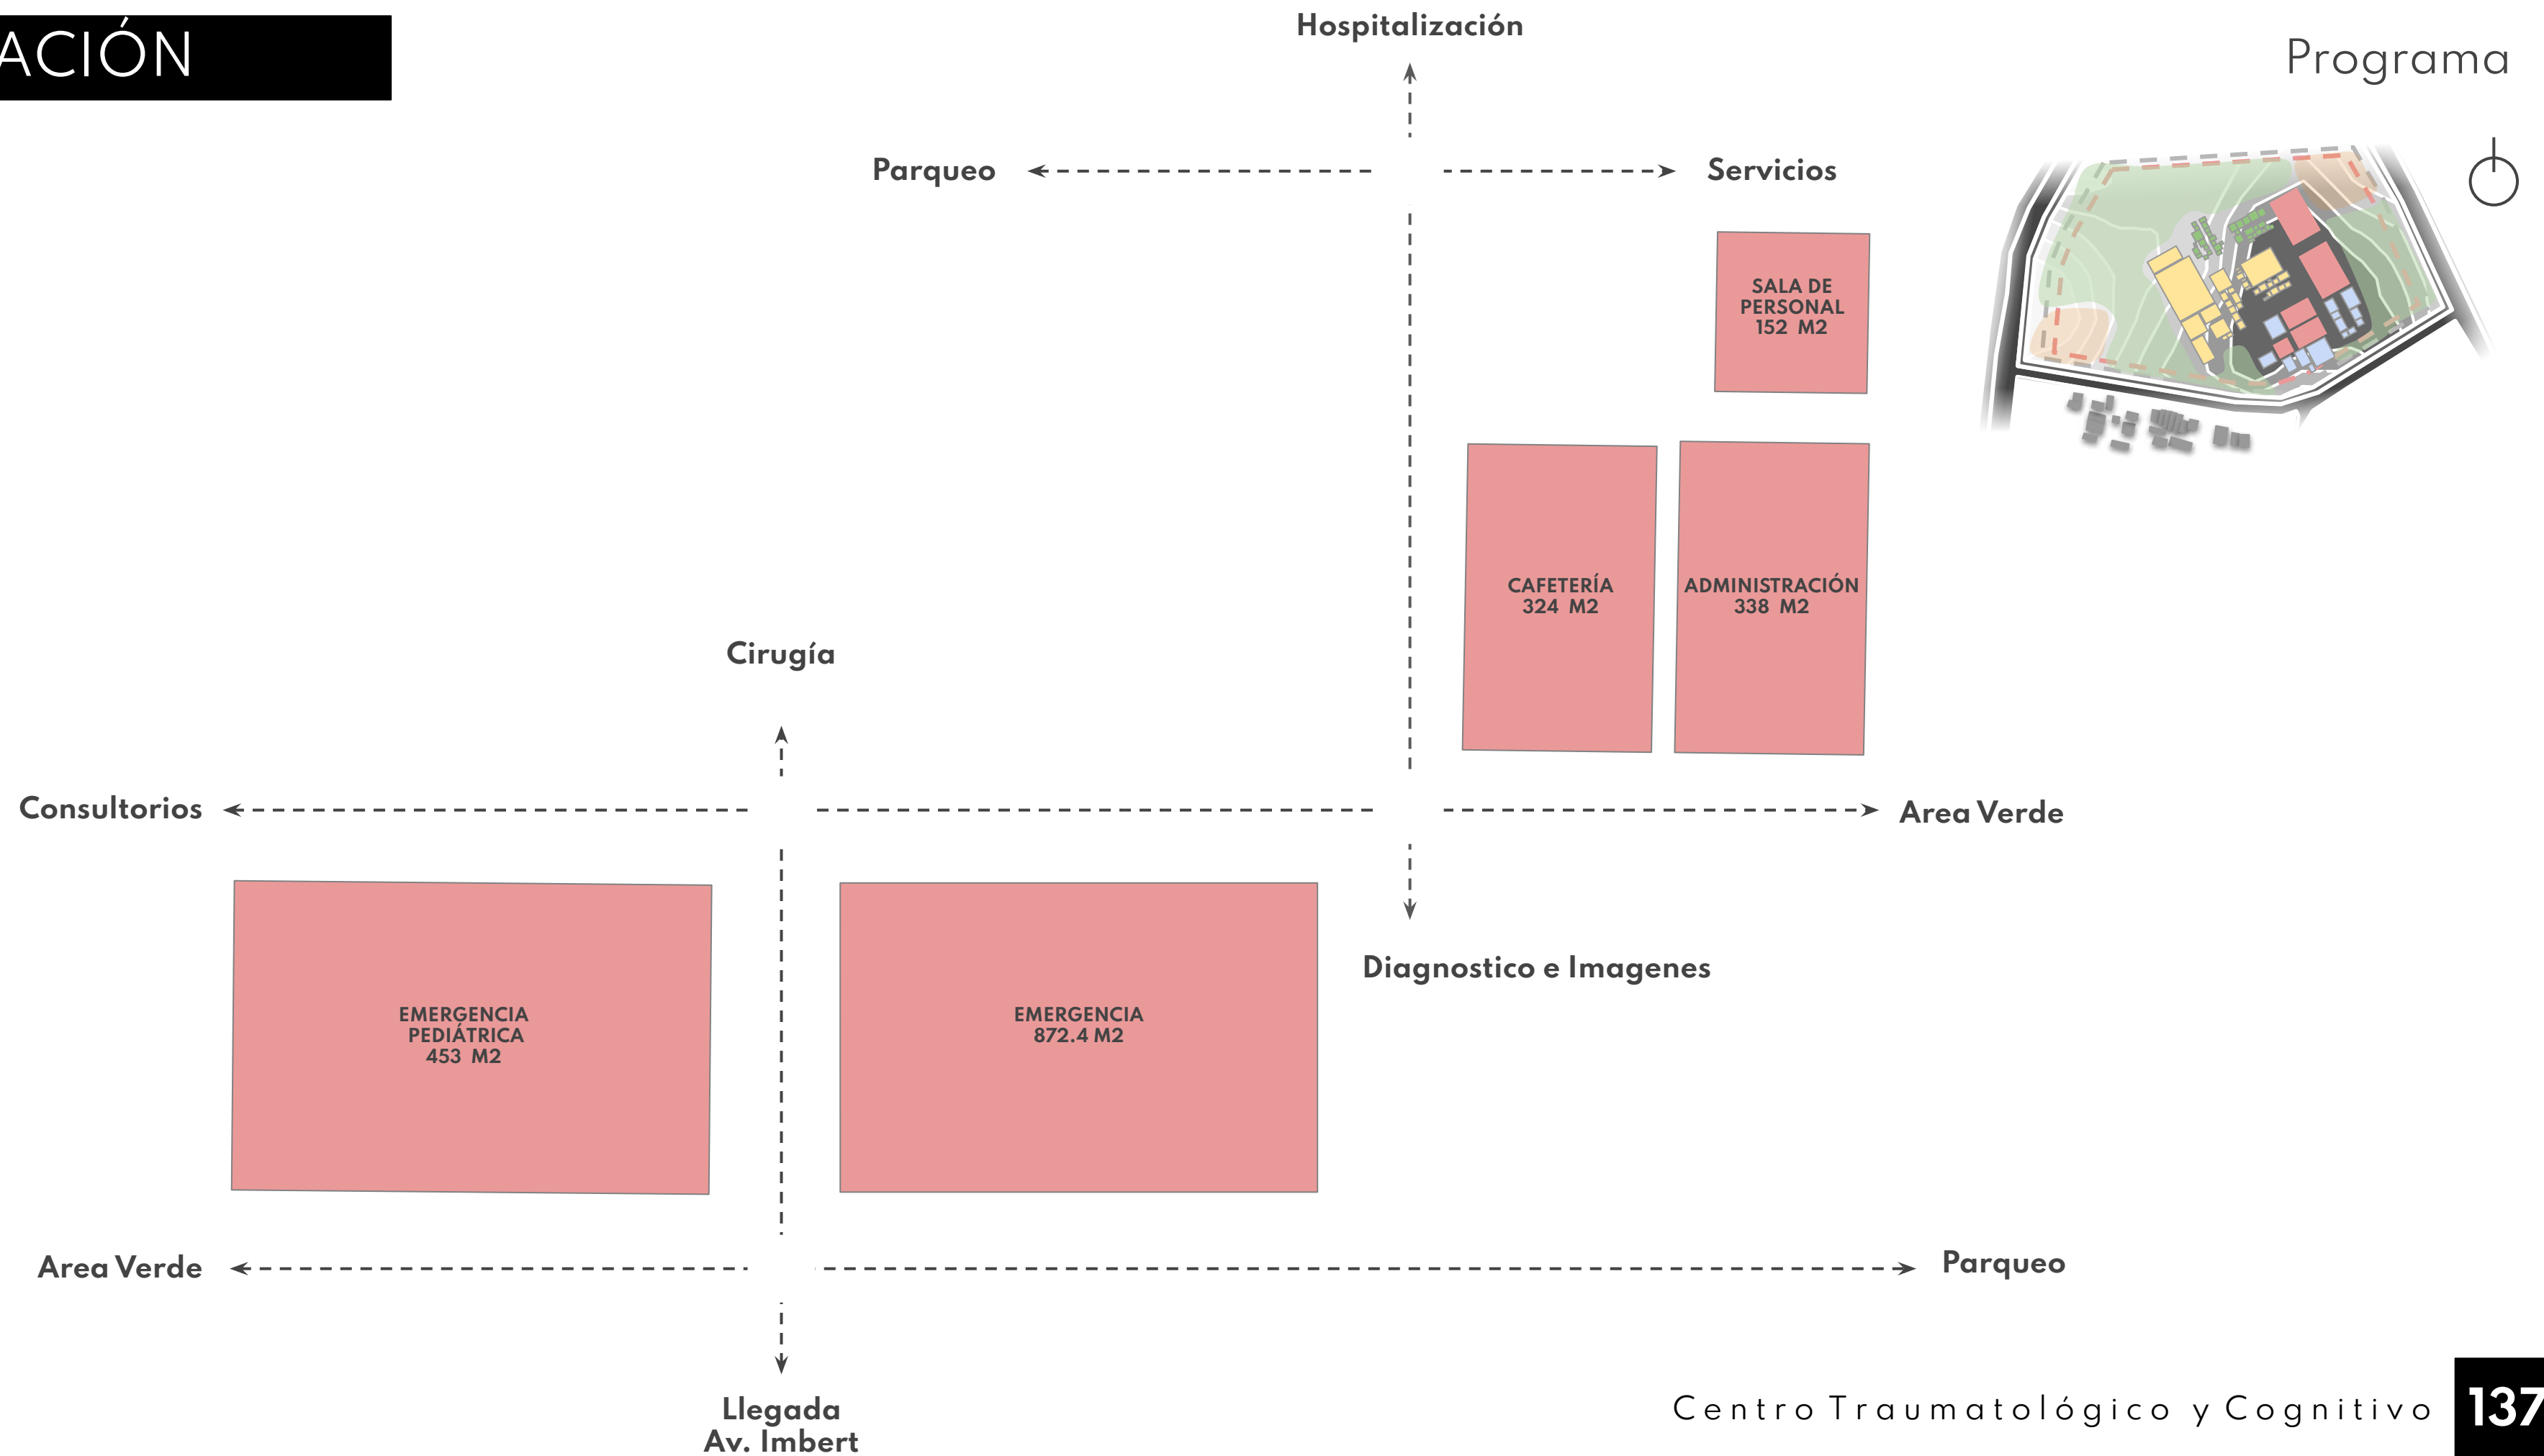 ACIÓN
Programa
Hospitalización
Parqueo
Servicios
SALA DE
PERSONAL
152 M2
CAFETERÍA
324 M2
ADMINISTRACIÓN
338 M2
Cirugía
Consultorios
Area Verde
Diagnostico e Imagenes
EMERGENCIA
PEDIÁTRICA
453 M2
EMERGENCIA
872.4 M2
Area Verde
Parqueo
Llegada
Av. Imbert
Centro Traumatológico y Cognitivo
137